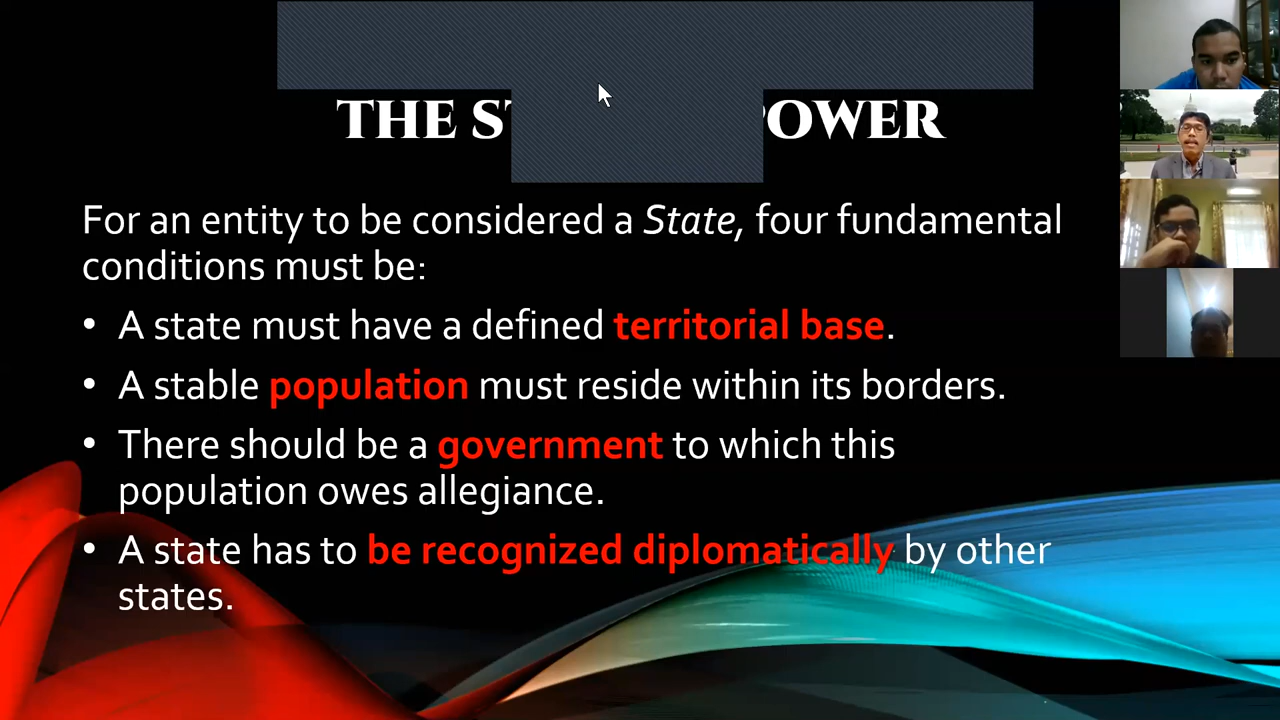 THE POWER
For an entity to be considered a State, four fundamental
conditions must be:
• A state must have a defined territorial base.
• A stable population must reside within its borders.
• There should be a government to which this
population owes allegiance.
• A state has to be recognized diplomatically by other
states.